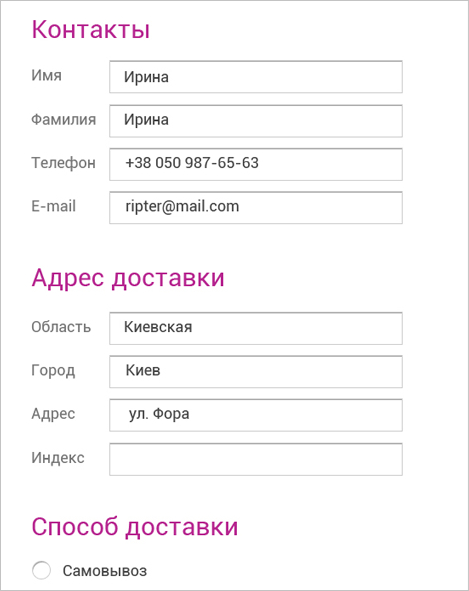 Контакты
Имя Ирина
Фамилия Ирина
Телефон +38 050 987-65-63
E-mail ripter@mail.com
Адрес доставки
Область Киевская
Город Киев
Адрес ул. Фора
Индекс
Способ доставки
Самовывоз